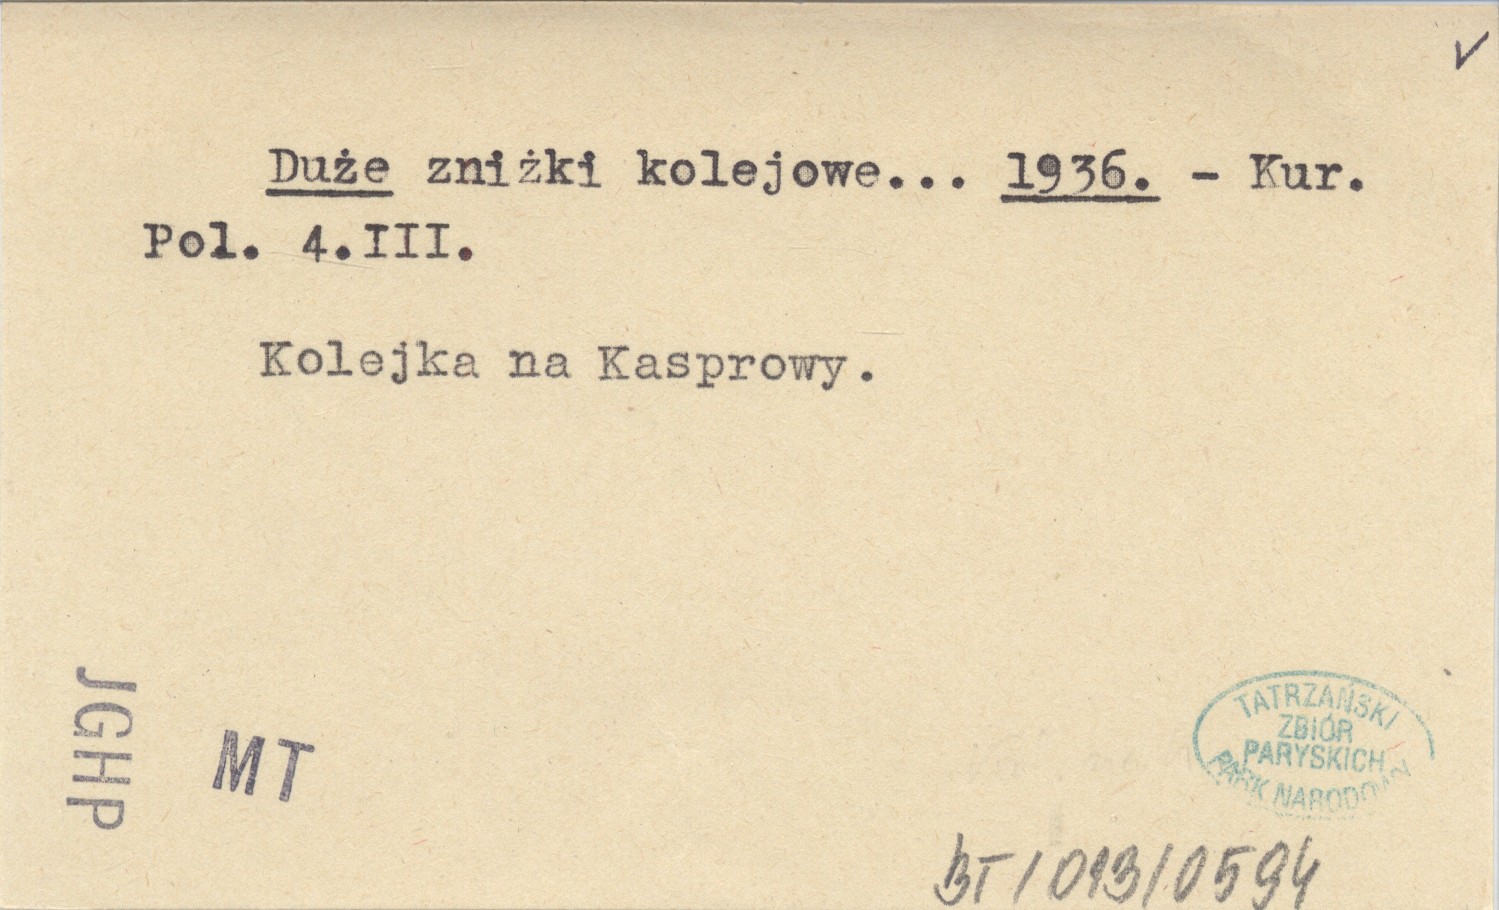 Duże zniżki kolejowe... 1936. - Kur.
Pol. 4.III.
Kolejka na Kasprowy.
JGHP
MT
TATRZAŃSKI
ZBIÓR
PARYSKICH
PARK NARODOWY
BT/013/0594